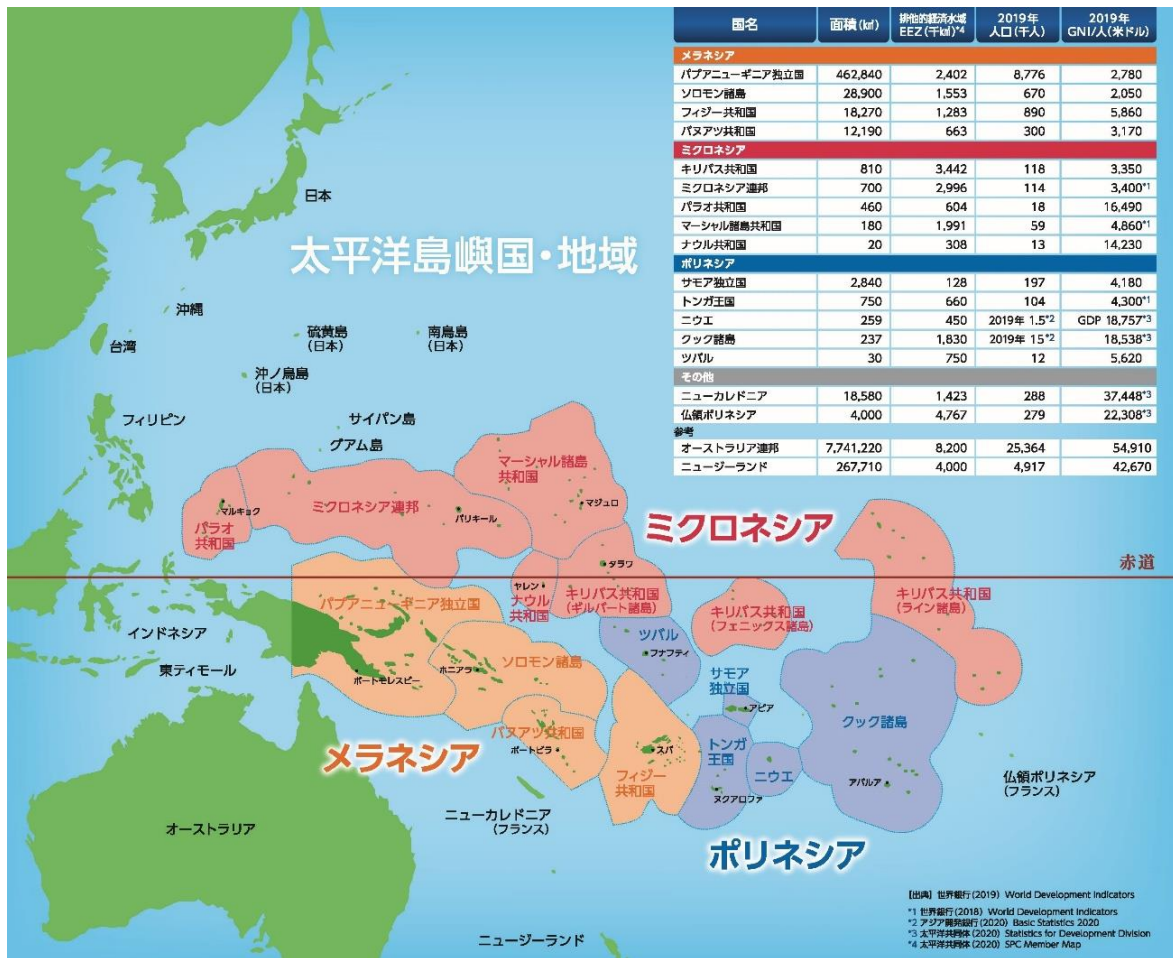 国名 面積(㎢) 排他的経済水域 EEZ(千㎢)*4 2019年 人口(千人) 2019年 GNI/人(米ドル)
メラネシア
パプアニューギニア独立国 462,840 2,402 8,776 2,780
ソロモン諸島 28,900 1,553 670 2,050
フィジー共和国 18,270 1,283 890 5,860
バヌアツ共和国 12,190 663 300 3,170
ミクロネシア
キリバス共和国 810 3,442 118 3,350
ミクロネシア連邦 700 2,996 114 3,400*1
パラオ共和国 460 604 18 16,490
マーシャル諸島共和国 180 1,991 59 4,860*1
ナウル共和国 20 308 13 14,230
ポリネシア
サモア独立国 2,840 128 197 4,180
トンガ王国 750 660 104 4,300*1
ニウエ 259 450 2019年 1.5*2 GDP 18,757*3
クック諸島 237 1,830 2019年 15*2 18,538*3
ツバル 30 750 12 5,620
その他
ニューカレドニア 18,580 1,423 288 37,448*3
仏領ポリネシア 4,000 4,767 279 22,308*3
参考
オーストラリア連邦 7,741,220 8,200 25,364 54,910
ニュージーランド 267,710 4,000 4,917 42,670
日本
太平洋島嶼国・地域
沖縄
台湾
硫黄島
(日本)
南鳥島
(日本)
沖ノ鳥島
(日本)
フィリピン
サイパン島
グアム島
マーシャル諸島
共和国
マジュロ
ミクロネシア連邦
パリキール
マルキョク
パラオ
共和国
ミクロネシア
タラワ
赤道
ヤレン
ナウル
共和国
キリバス共和国
(ギルバート諸島)
キリバス共和国
(フェニックス諸島)
キリバス共和国
(ライン諸島)
パプアニューギニア独立国
インドネシア
東ティモール
ポートモレスビー
ホニアラ
ソロモン諸島
ツバル
フナフティ
サモア
独立国
アピア
クック諸島
アバルア
バヌアツ共和国
ポートビラ
メラネシア
スバ
フィジー
共和国
トンガ
王国
ヌクアロファ
ニウエ
仏領ポリネシア
(フランス)
ニューカレドニア
(フランス)
オーストラリア
ポリネシア
ニュージーランド
【出典】世界銀行(2019) World Development Indicators
*1 世界銀行(2018) World Development Indicators
*2 アジア開発銀行(2020) Basic Statistics 2020
*3 太平洋共同体(2020) Statistics for Development Division
*4 太平洋共同体(2020) SPC Member Map